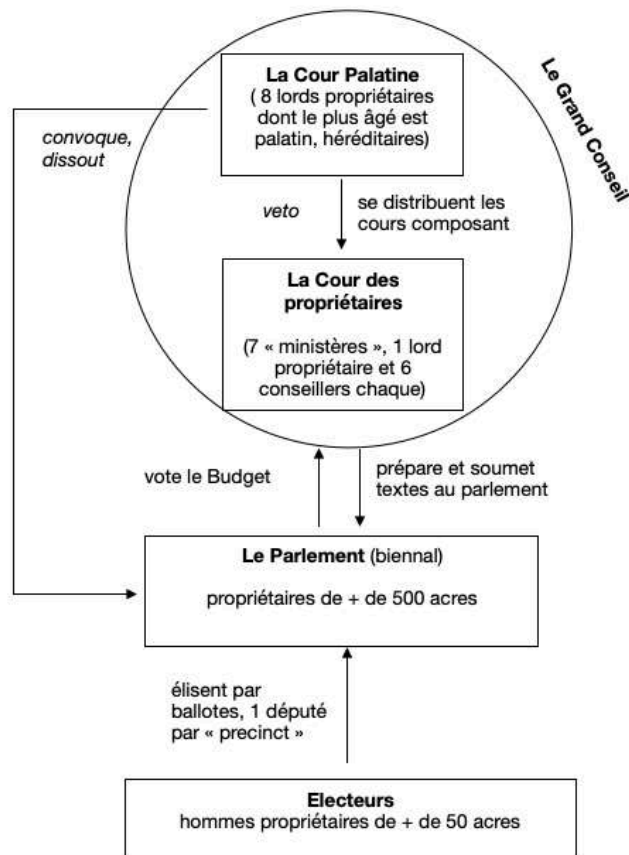 La Cour Palatine
( 8 lords propriétaires
dont le plus âgé est
palatin, héréditaires)
Le Grand Conseil
convoque,
dissout
veto
se distribuent les
cours composant
La Cour des
propriétaires
(7 « ministères », 1 lord
propriétaire et 6
conseillers chaque)
vote le Budget
prépare et soumet
textes au parlement
Le Parlement (biennal)
propriétaires de + de 500 acres
élisent par
ballotes, 1 député
par « precinct »
Electeurs
hommes propriétaires de + de 50 acres